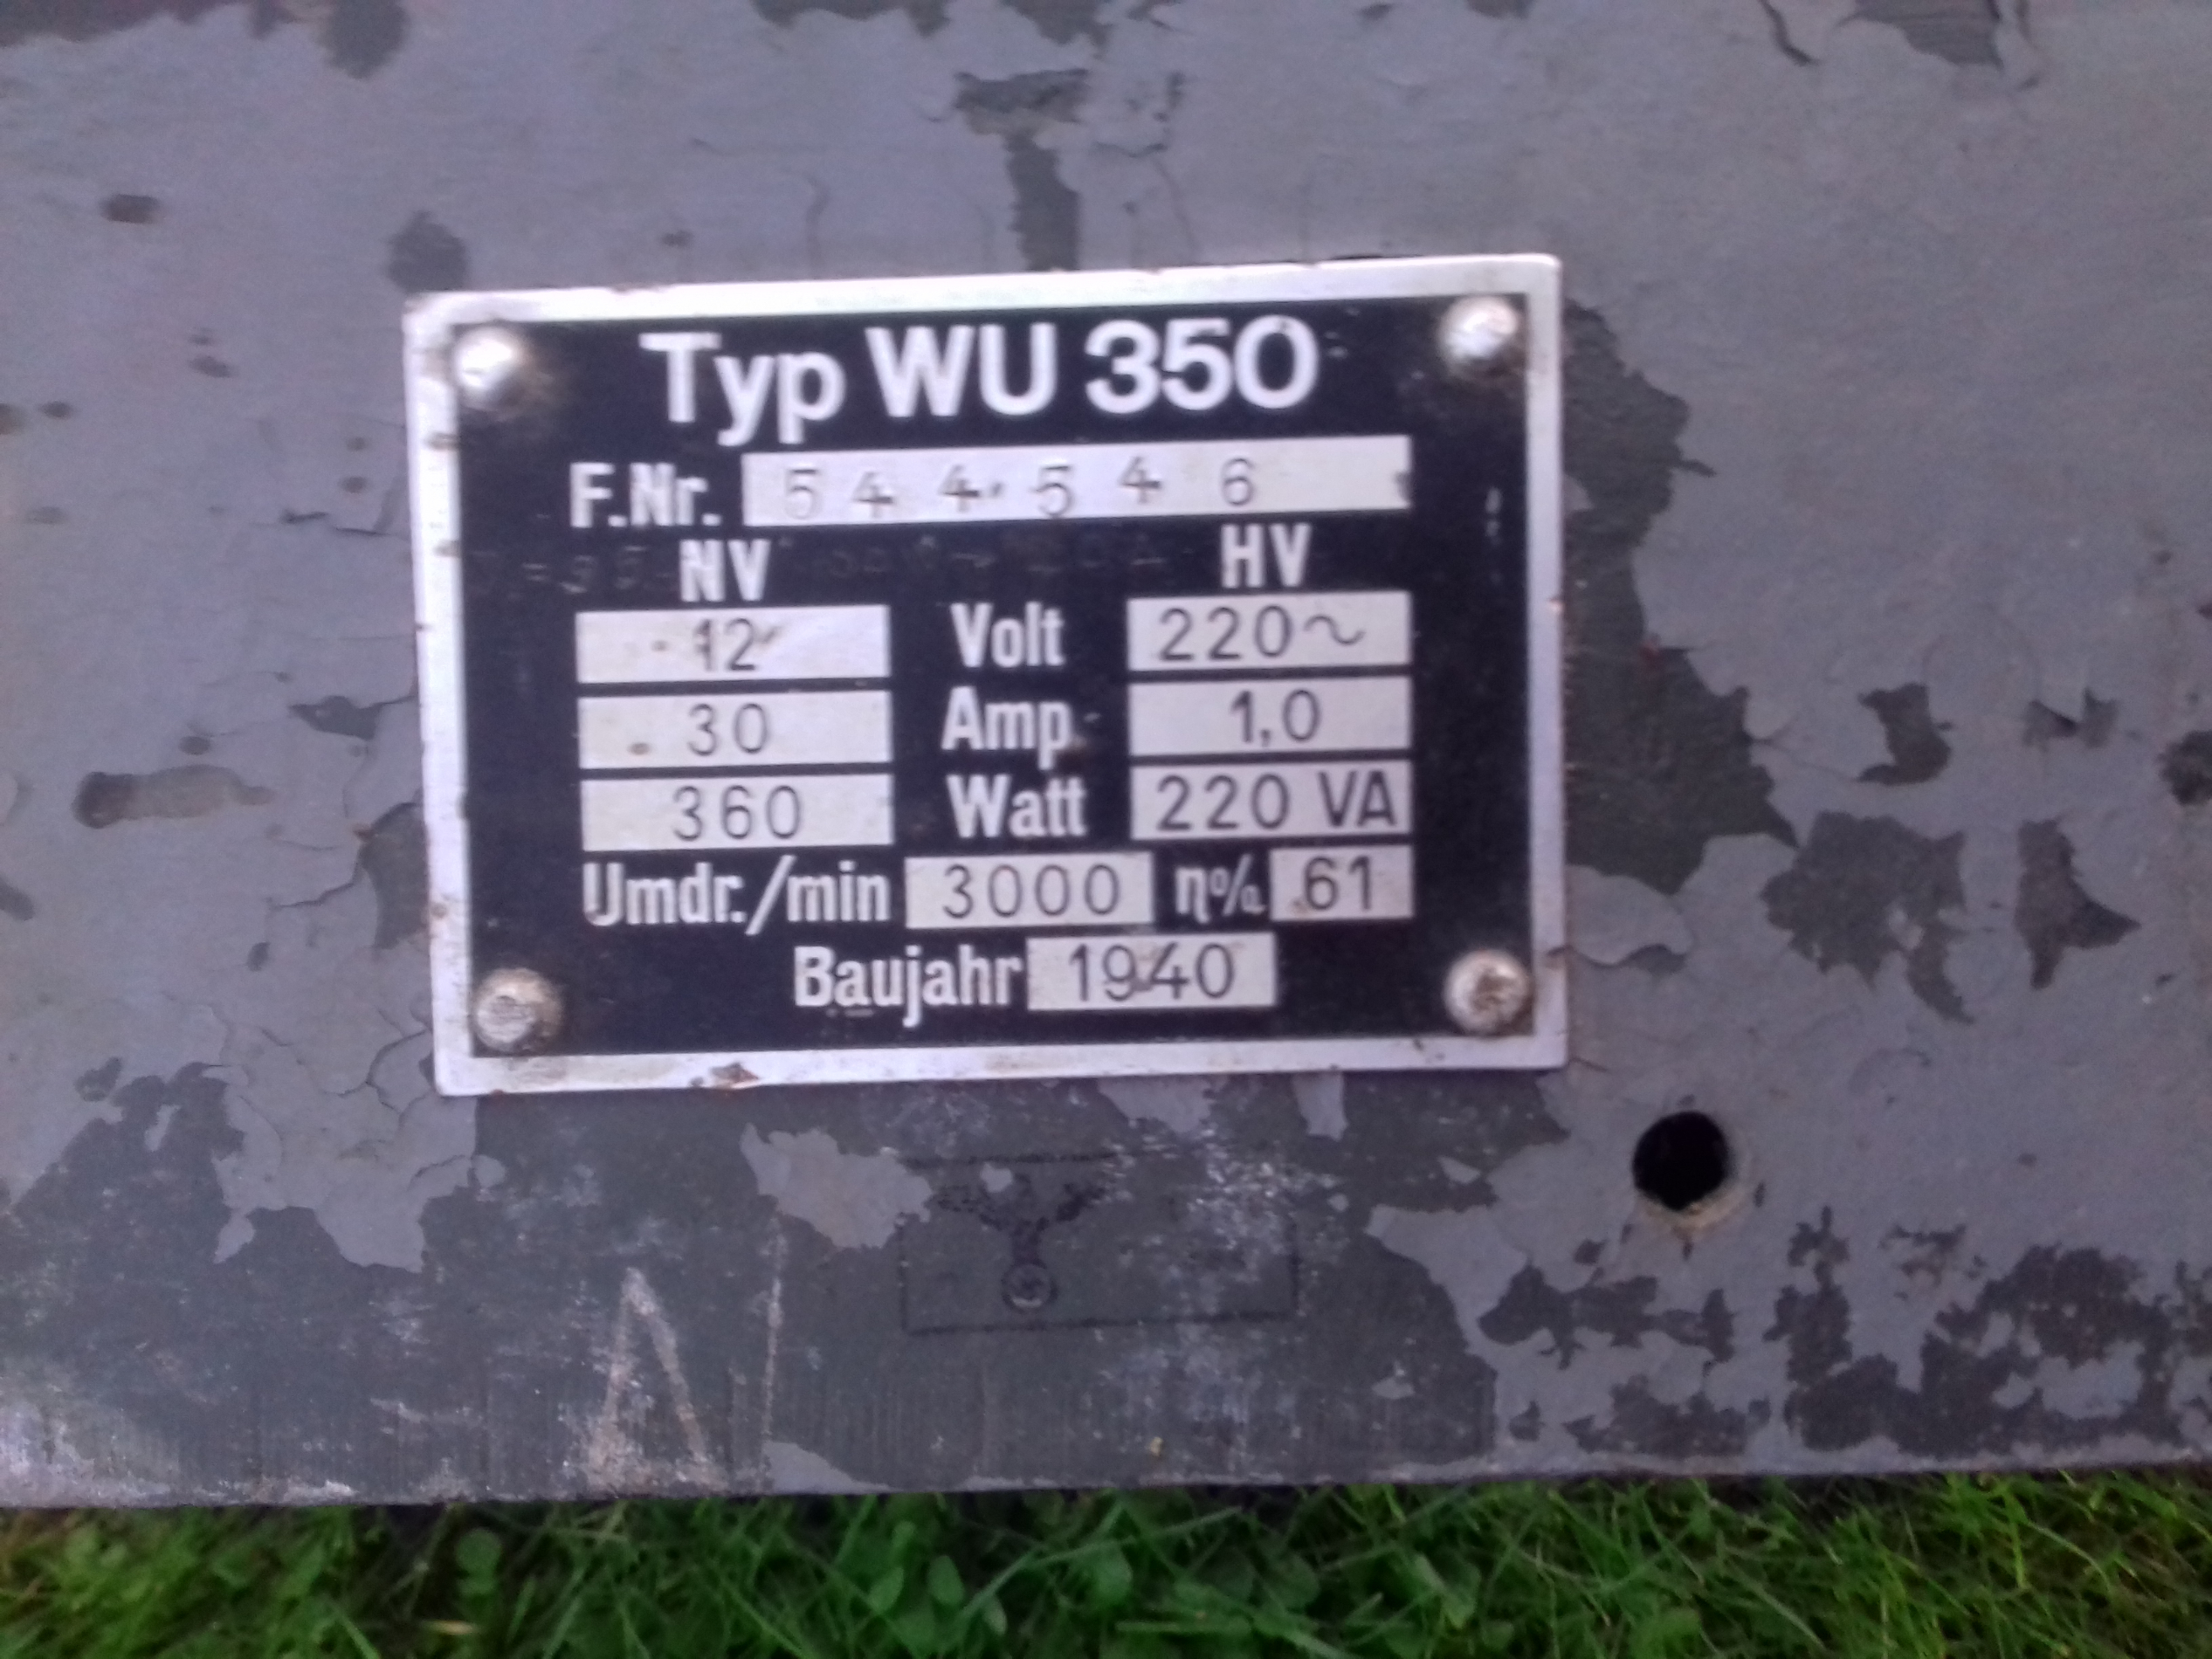 Typ WU 350
F.Nr. 544546
NV HV
12 Volt 220~
30 Amp. 1,0
360 Watt 220 VA
Umdr./min 3000 η% 61
Baujahr 1940